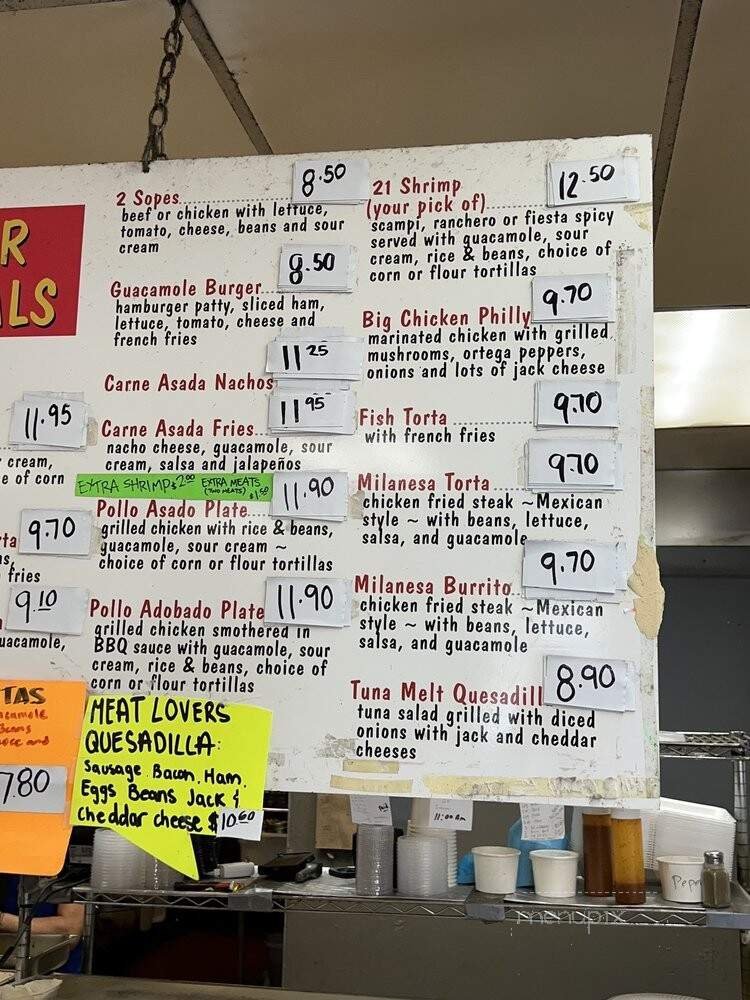 R
LS
11.95
cream,
e of corn
9.70
rta
ns,
fries
9.10
uacamole,
TAS
7.80
2 Sopes 8.50
beef or chicken with lettuce,
tomato, cheese, beans and sour
cream
8.50
Guacamole Burger
hamburger patty, sliced ham,
lettuce, tomato, cheese and
french fries
11.25
Carne Asada Nachos
11.95
Carne Asada Fries
nacho cheese, guacamole, sour
cream, salsa and jalapeños
EXTRA SHRIMP $2.00 EXTRA MEATS
(TWO MEATS) $1.50
11.90
Pollo Asado Plate
grilled chicken with rice & beans,
guacamole, sour cream ~
choice of corn or flour tortillas
Pollo Adobado Plate 11.90
grilled chicken smothered in
BBQ sauce with guacamole, sour
cream, rice & beans, choice of
corn or flour tortillas
MEAT LOVERS
QUESADILLA:
Sausage Bacon, Ham,
Eggs Beans Jack &
cheddar cheese $10.60
21 Shrimp 12.50
(your pick of)
scampi, ranchero or fiesta spicy
served with guacamole, sour
cream, rice & beans, choice of
corn or flour tortillas
9.70
Big Chicken Philly
marinated chicken with grilled
mushrooms, ortega peppers,
onions and lots of jack cheese
Fish Torta 9.70
with french fries
9.70
Milanesa Torta
chicken fried steak ~Mexican
style ~ with beans, lettuce,
salsa, and guacamole
9.70
Milanesa Burrito
chicken fried steak ~Mexican
style ~ with beans, lettuce,
salsa, and guacamole
Tuna Melt Quesadill 8.90
tuna salad grilled with diced
onions with jack and cheddar
cheeses
11:00 Am
Pepe
menupix